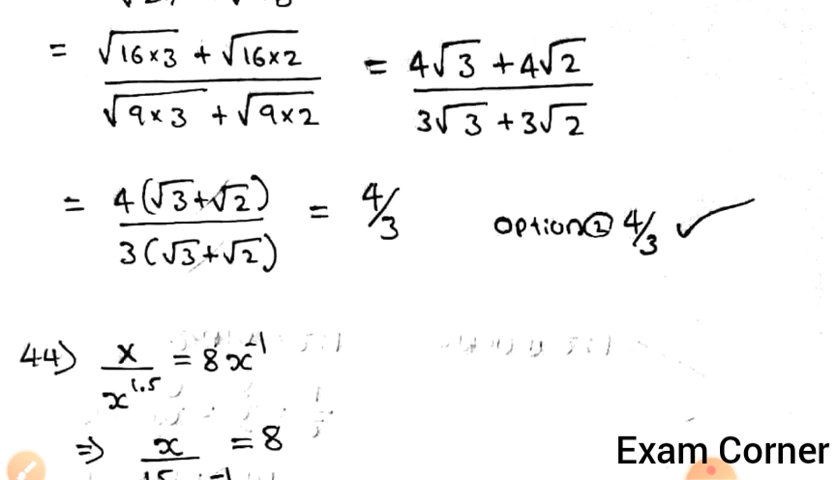 = √16×3 + √16×2 / √9×3 + √9×2 = 4√3 + 4√2 / 3√3 + 3√2
= 4(√3+√2) / 3(√3+√2) = 4/3 option② 4/3 ✓
44) x / x^1.5 = 8x^-1
⇒ x / = 8
Exam Corner